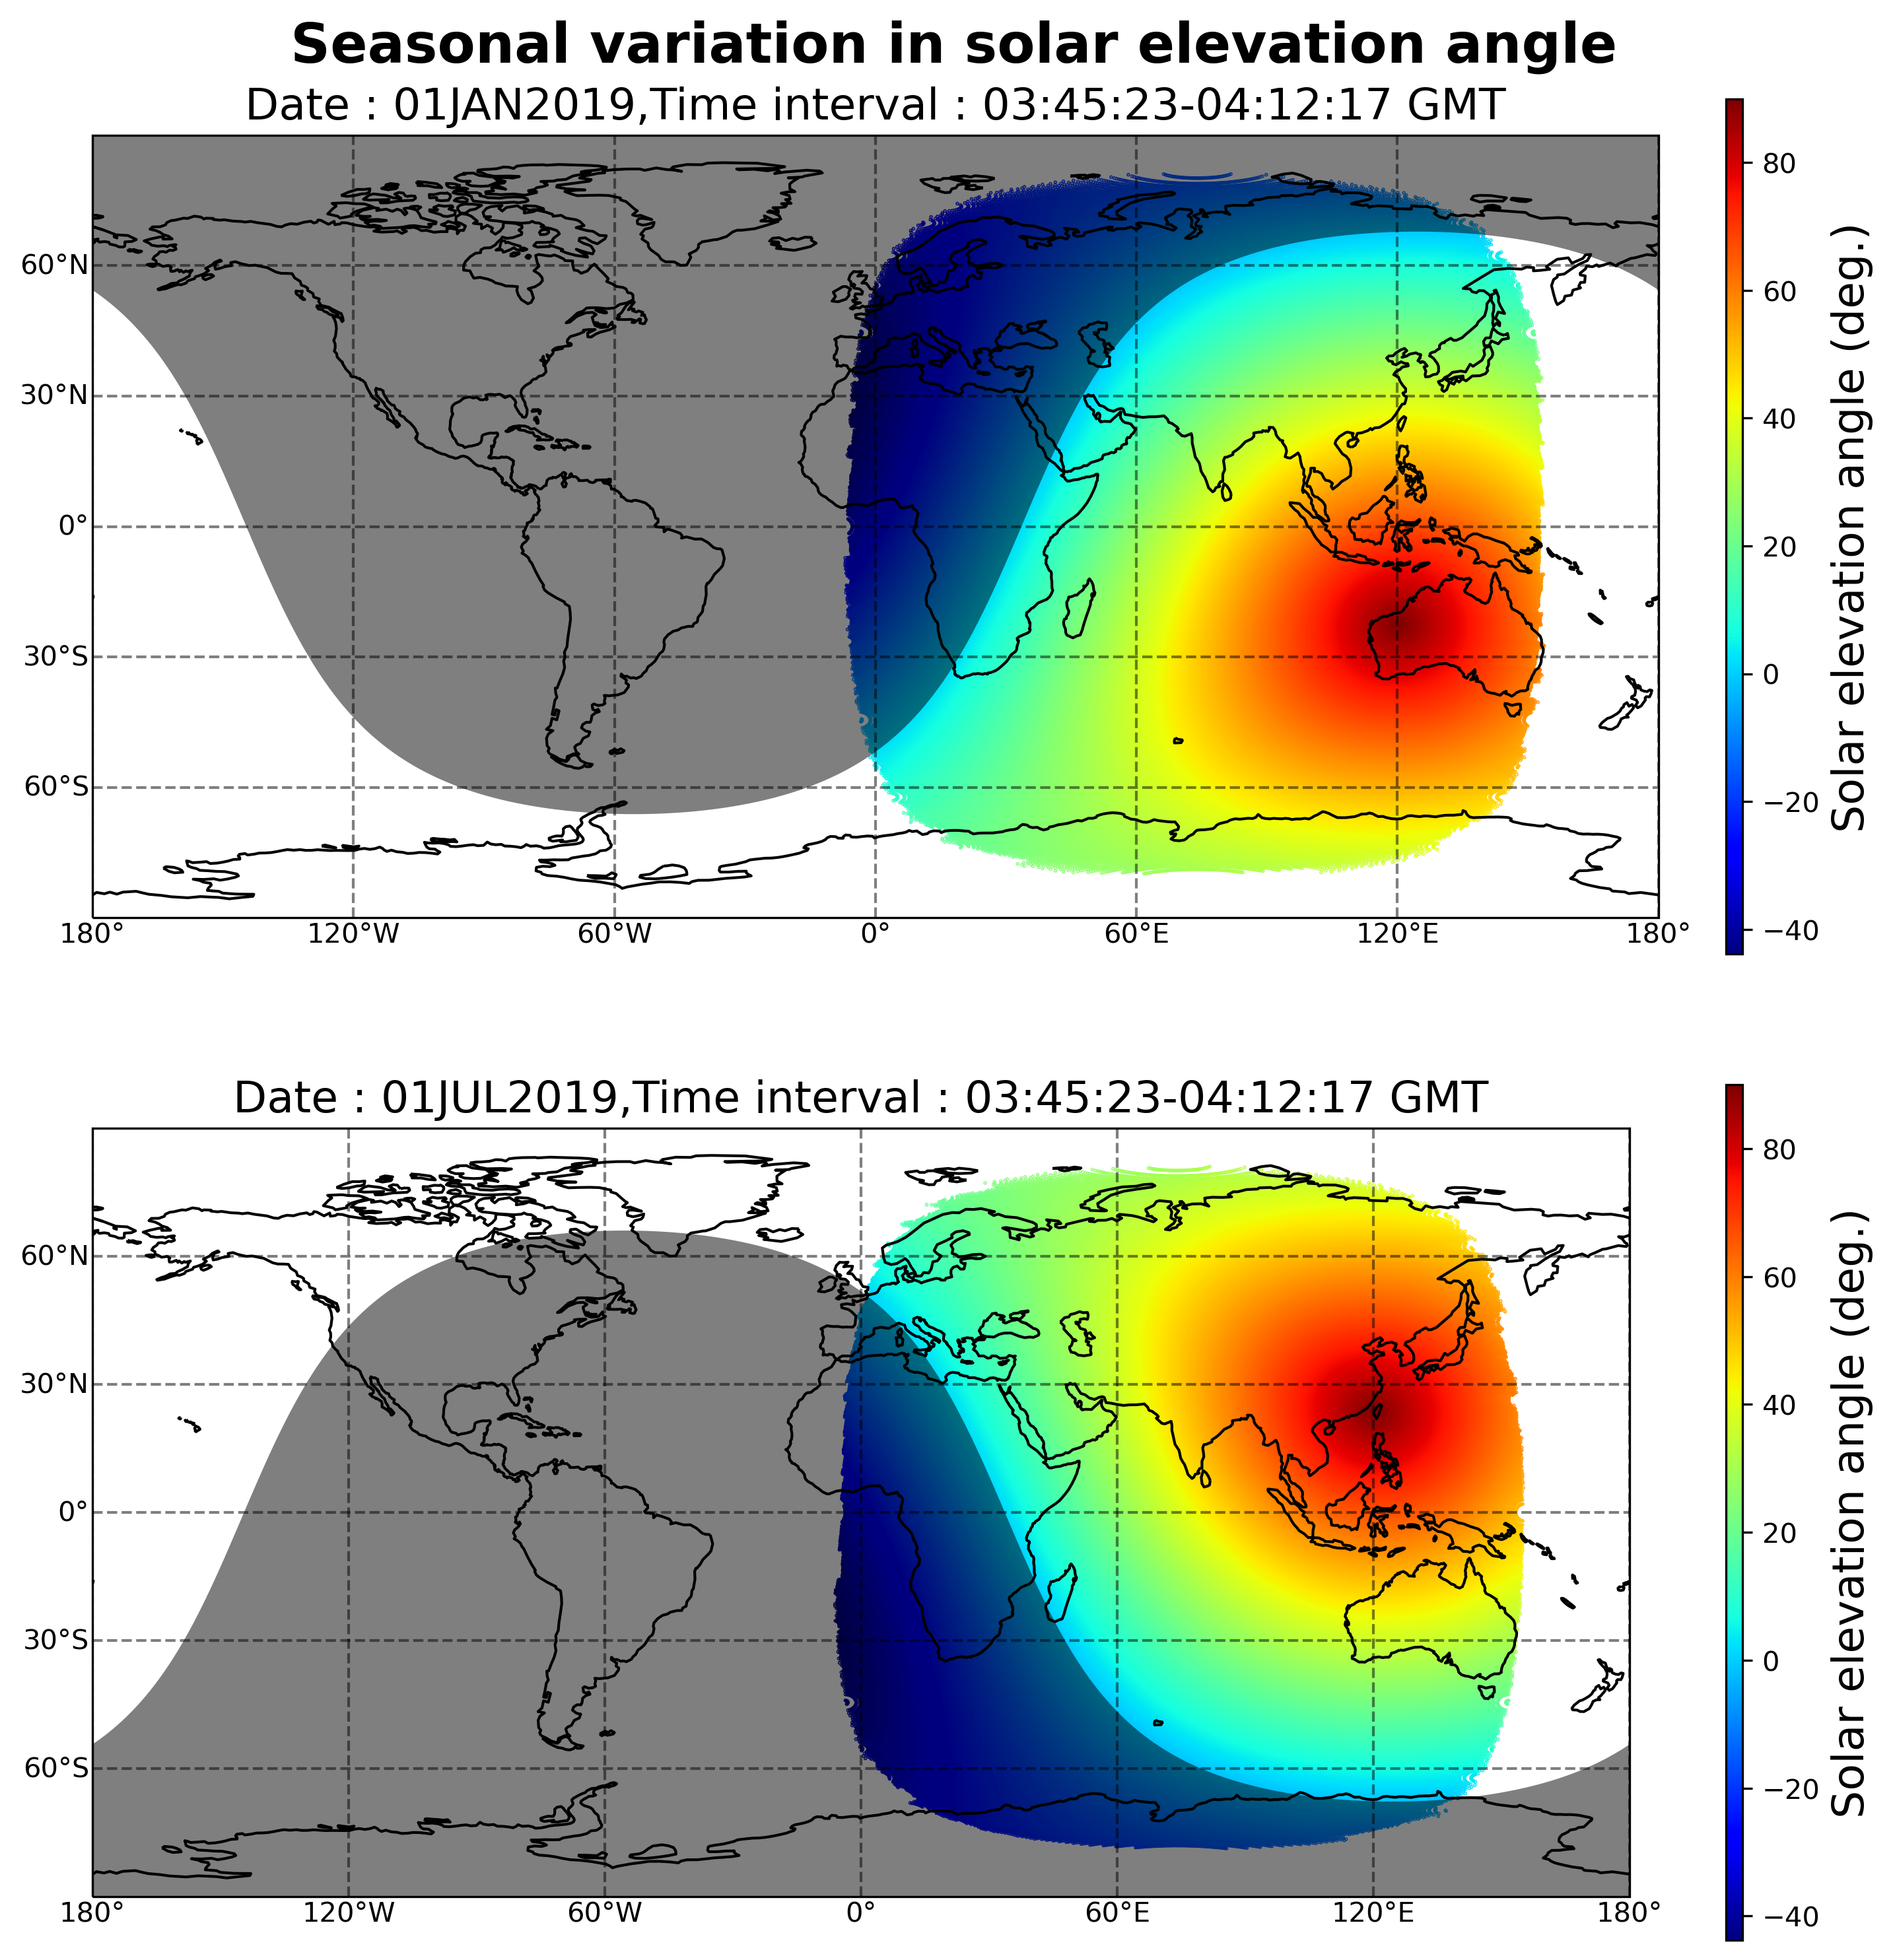 Seasonal variation in solar elevation angle
Date : 01JAN2019,Time interval : 03:45:23-04:12:17 GMT
60°N
30°N
0°
30°S
60°S
180°
120°W
60°W
0°
60°E
120°E
180°
80
60
40
20
0
−20
−40
Solar elevation angle (deg.)
Date : 01JUL2019,Time interval : 03:45:23-04:12:17 GMT
60°N
30°N
0°
30°S
60°S
180°
120°W
60°W
0°
60°E
120°E
180°
80
60
40
20
0
−20
−40
Solar elevation angle (deg.)